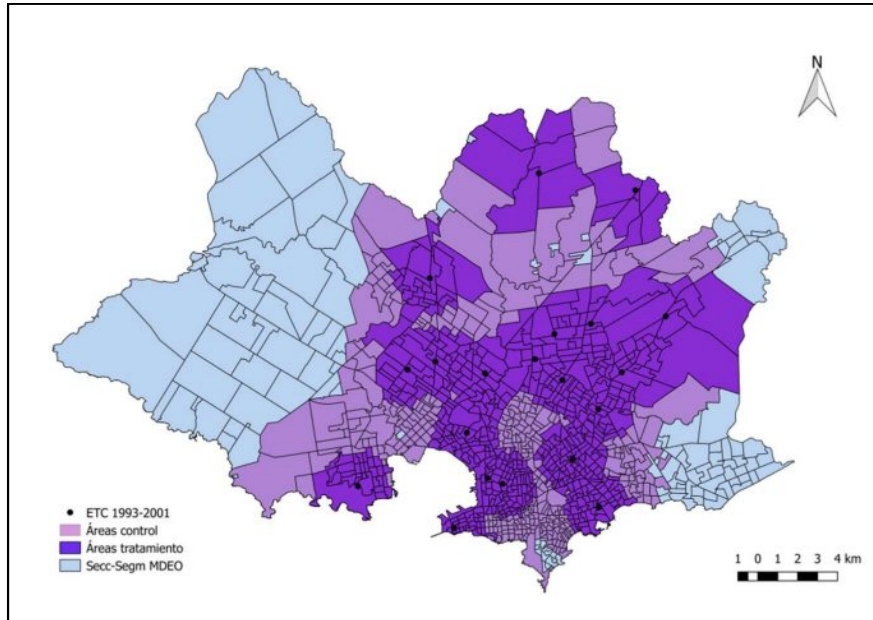 N
ETC 1993-2001
Áreas control
Áreas tratamiento
Secc-Segm MDEO
1 0 1 2 3 4 km